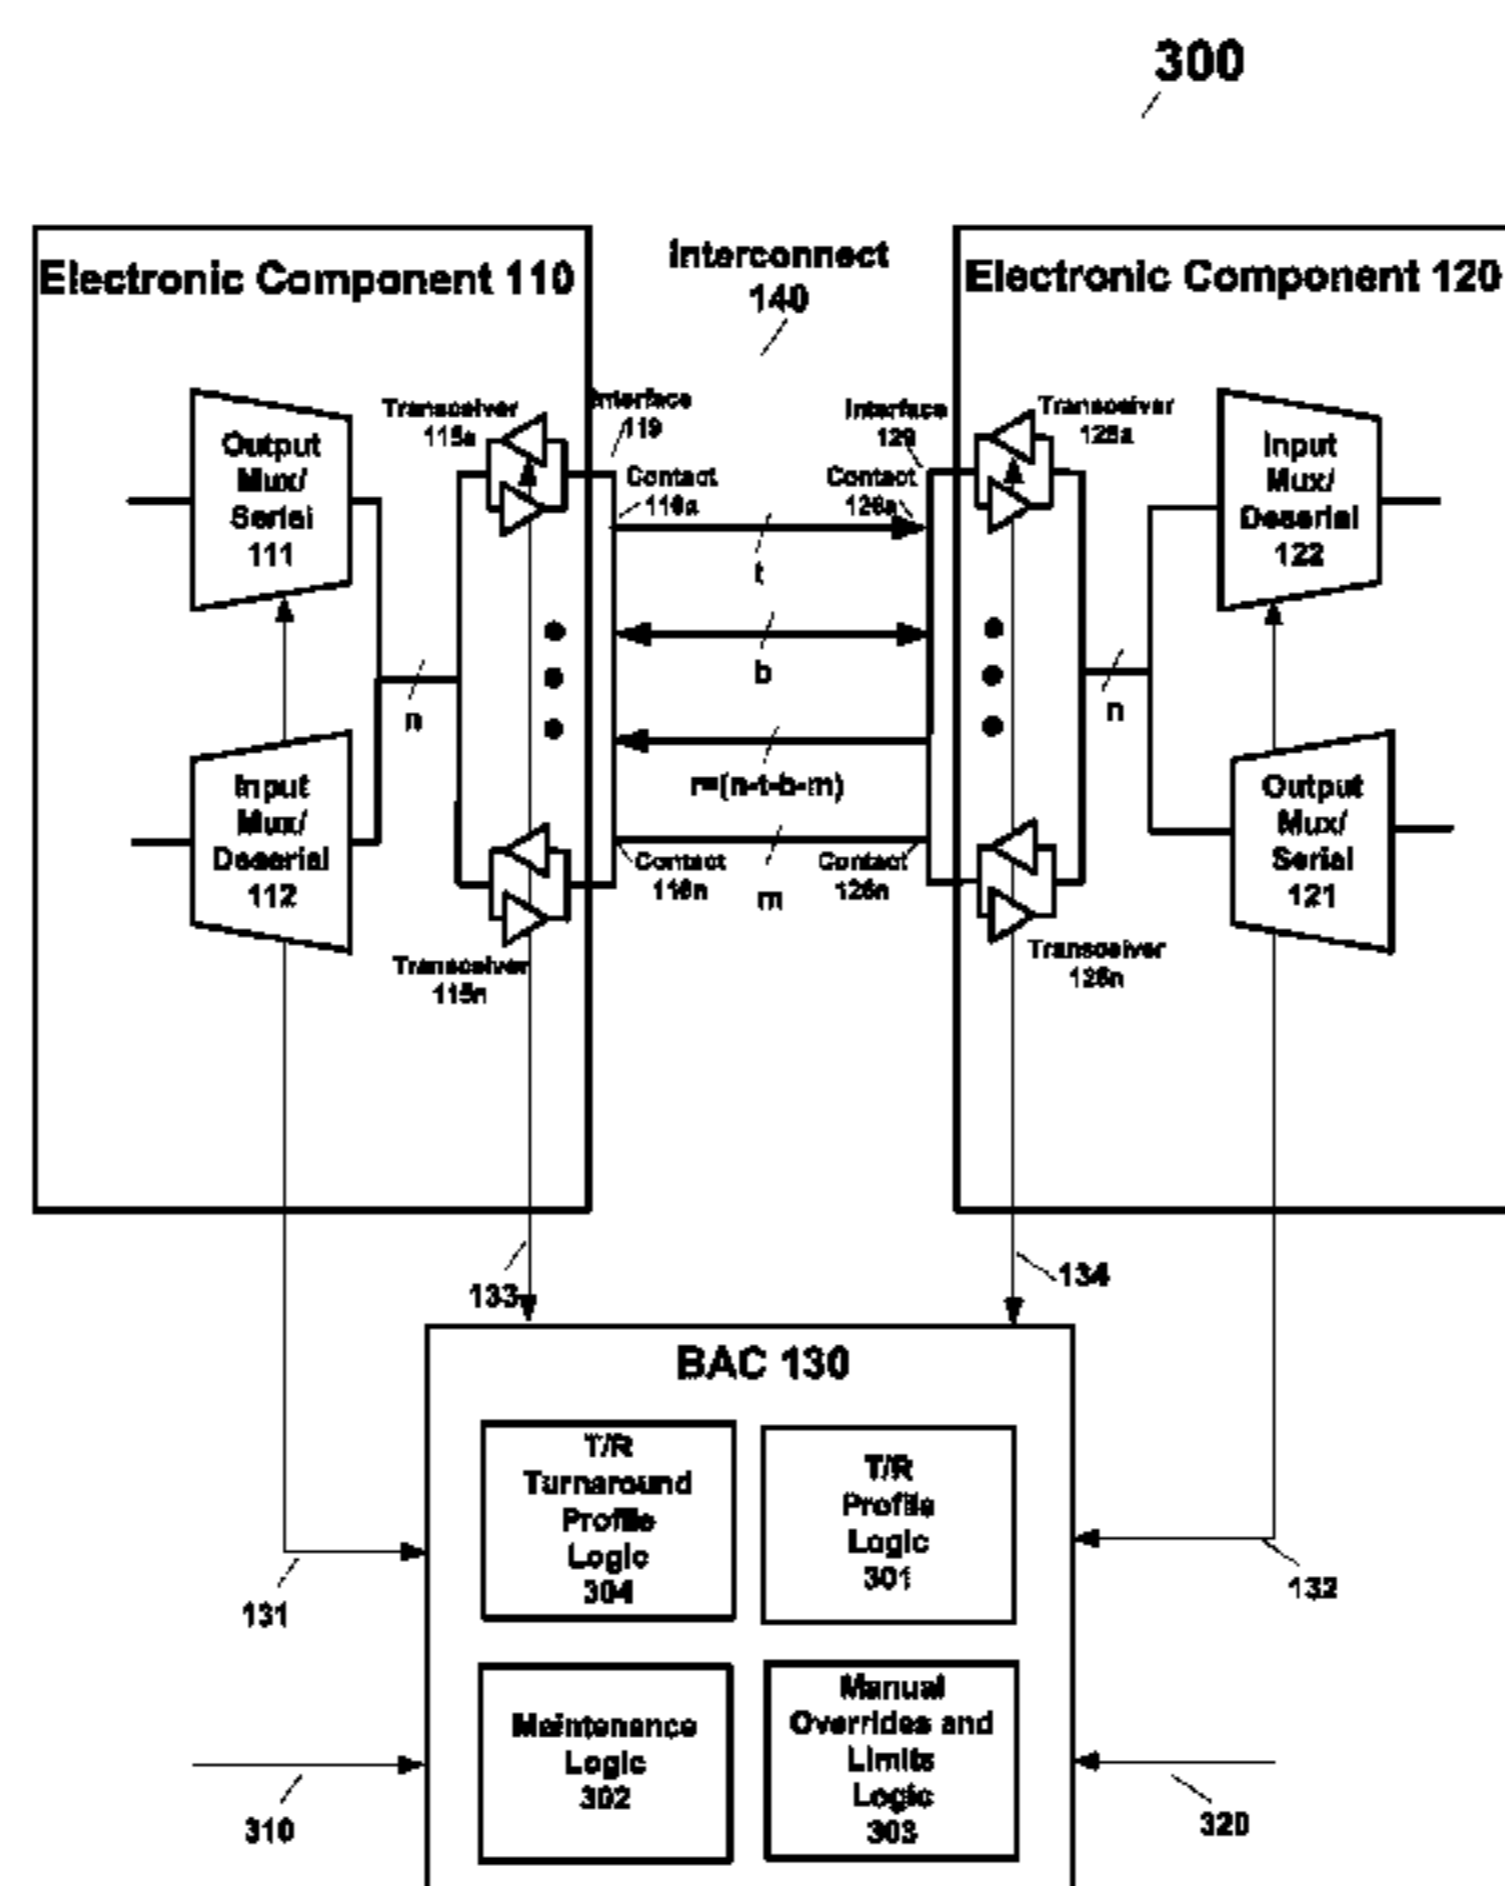 300
Electronic Component 110
Interconnect
140
Electronic Component 120
Transceiver
115a
Interface
119
Interface
129
Transceiver
125a
Output
Mux/
Serial
111
Contact
116a
Contact
126a
Input
Mux/
Deserial
122
t
b
n
n
r=(n-t-b-m)
Input
Mux/
Deserial
112
Contact
116n
Contact
126n
m
Output
Mux/
Serial
121
Transceiver
115n
Transceiver
125n
133
134
BAC 130
T/R
Turnaround
Profile
Logic
304
T/R
Profile
Logic
301
131
132
Maintenance
Logic
302
Manual
Overrides and
Limits
Logic
303
310
320